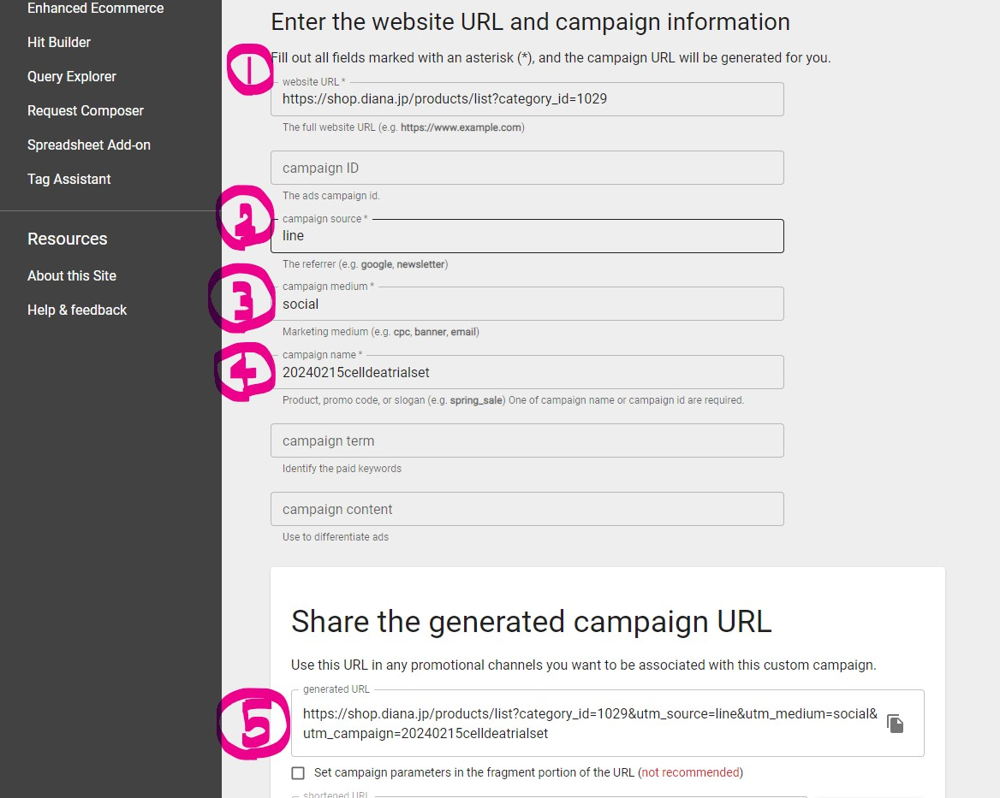 Enhanced Ecommerce
Hit Builder
Query Explorer
Request Composer
Spreadsheet Add-on
Tag Assistant
Resources
About this Site
Help & feedback
Enter the website URL and campaign information
1
Fill out all fields marked with an asterisk (*), and the campaign URL will be generated for you.
website URL *
https://shop.diana.jp/products/list?category_id=1029
The full website URL (e.g. https://www.example.com)
campaign ID
The ads campaign id.
2
campaign source *
line
The referrer (e.g. google, newsletter)
3
campaign medium *
social
Marketing medium (e.g. cpc, banner, email)
4
campaign name *
20240215celldeatrialset
Product, promo code, or slogan (e.g. spring_sale) One of campaign name or campaign id are required.
campaign term
Identify the paid keywords
campaign content
Use to differentiate ads
Share the generated campaign URL
Use this URL in any promotional channels you want to be associated with this custom campaign.
5
generated URL
https://shop.diana.jp/products/list?category_id=1029&utm_source=line&utm_medium=social&
utm_campaign=20240215celldeatrialset
Set campaign parameters in the fragment portion of the URL (not recommended)
shortened URL